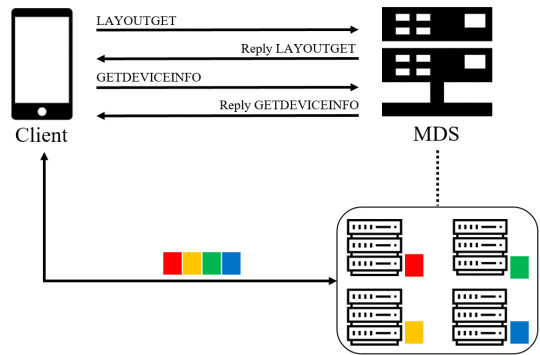 LAYOUTGET
Reply LAYOUTGET
GETDEVICEINFO
Reply GETDEVICEINFO
Client
MDS